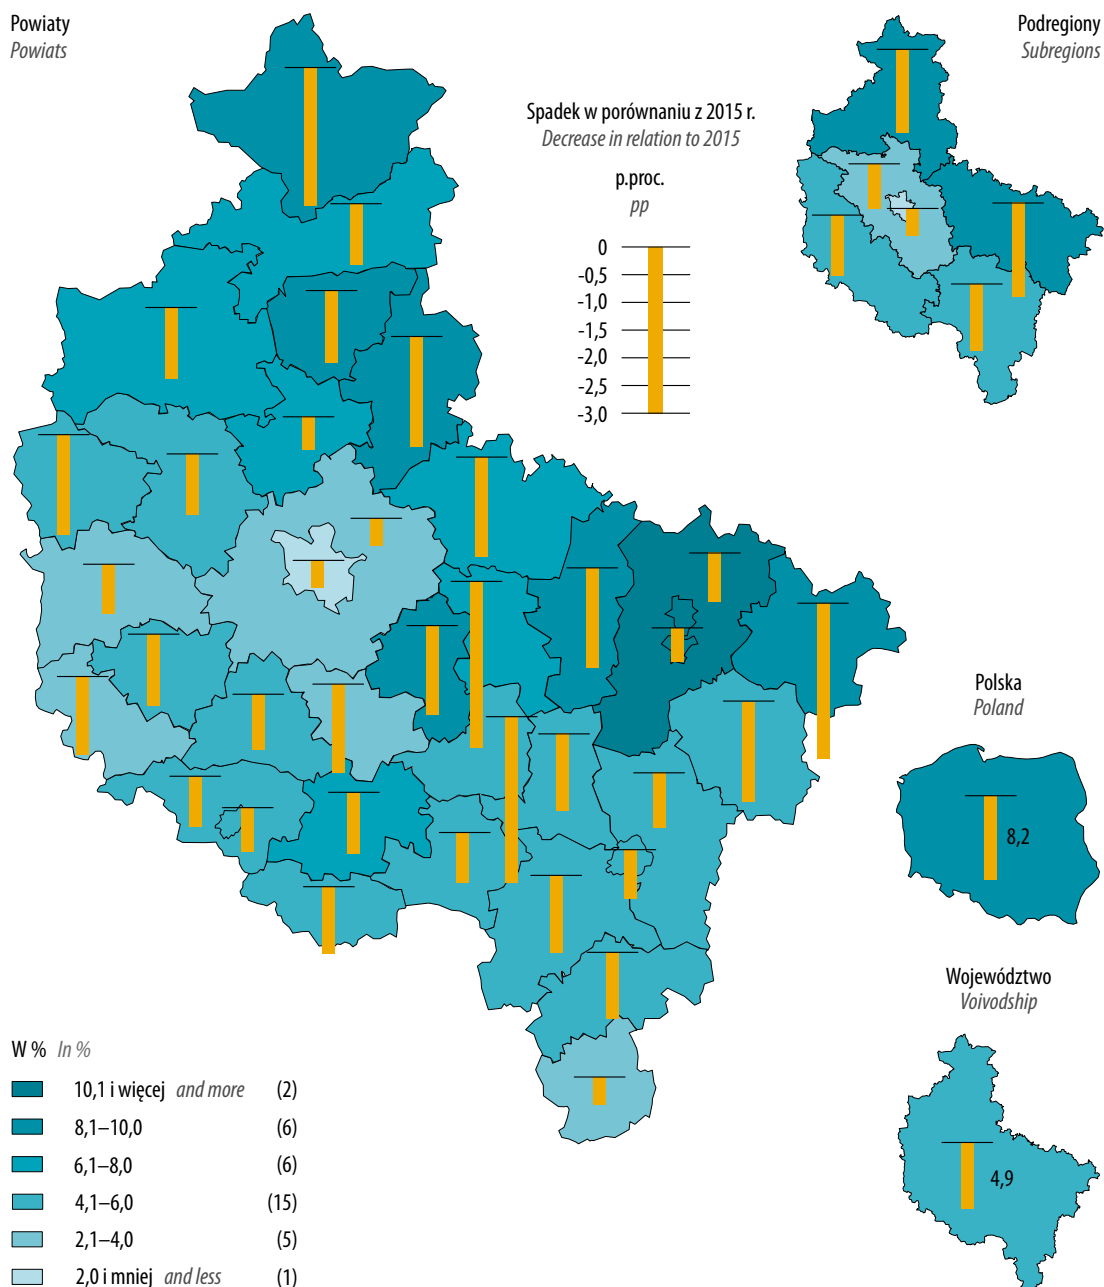 Powiaty
Powiats
Podregiony
Subregions
Spadek w porównaniu z 2015 r.
Decrease in relation to 2015
p.proc.
pp
0
-0,5
-1,0
-1,5
-2,0
-2,5
-3,0
Polska
Poland
8,2
Województwo
Voivodship
4,9
W % In %
10,1 i więcej and more (2)
8,1–10,0 (6)
6,1–8,0 (6)
4,1–6,0 (15)
2,1–4,0 (5)
2,0 i mniej and less (1)